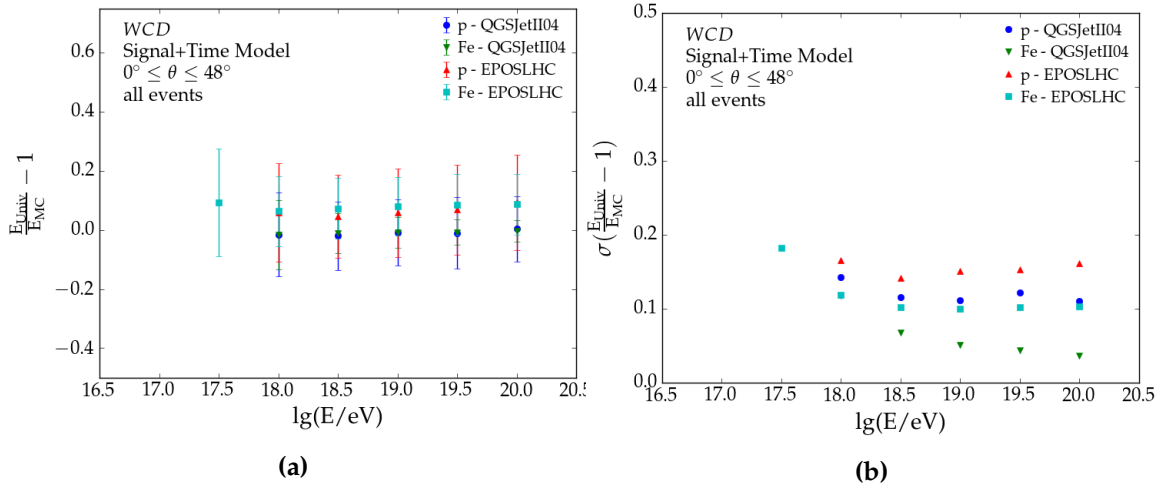 WCD
Signal+Time Model
0° ≤ θ ≤ 48°
all events
p - QGSJetII04
Fe - QGSJetII04
p - EPOSLHC
Fe - EPOSLHC
E_Univ/E_MC − 1
0.6
0.4
0.2
0.0
−0.2
−0.4
16.5 17.0 17.5 18.0 18.5 19.0 19.5 20.0 20.5
lg(E/eV)
(a)
WCD
Signal+Time Model
0° ≤ θ ≤ 48°
all events
p - QGSJetII04
Fe - QGSJetII04
p - EPOSLHC
Fe - EPOSLHC
σ(E_Univ/E_MC − 1)
0.5
0.4
0.3
0.2
0.1
0.0
16.5 17.0 17.5 18.0 18.5 19.0 19.5 20.0 20.5
lg(E/eV)
(b)